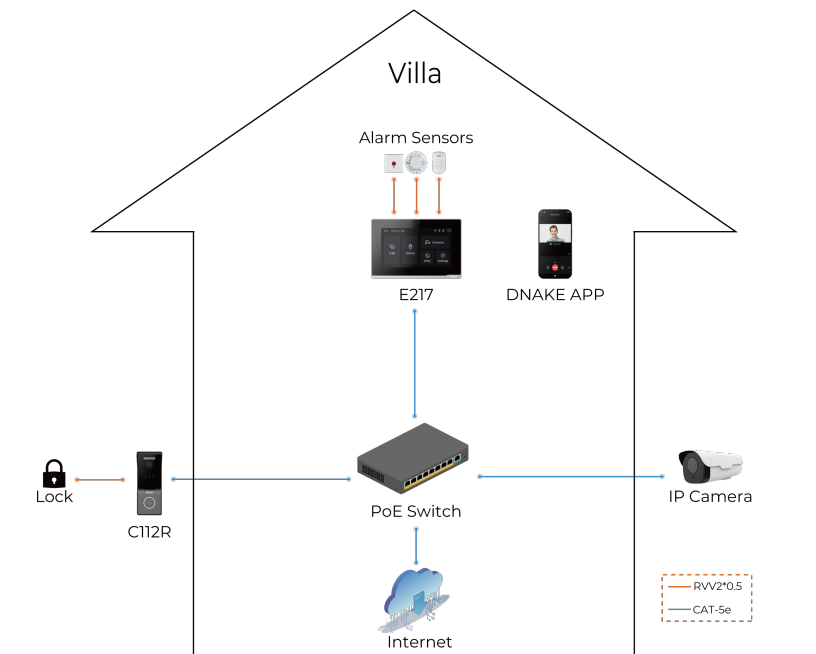 Villa
Alarm Sensors
E217
DNAKE APP
Lock
C112R
PoE Switch
IP Camera
Internet
RVV2*0.5
CAT-5e